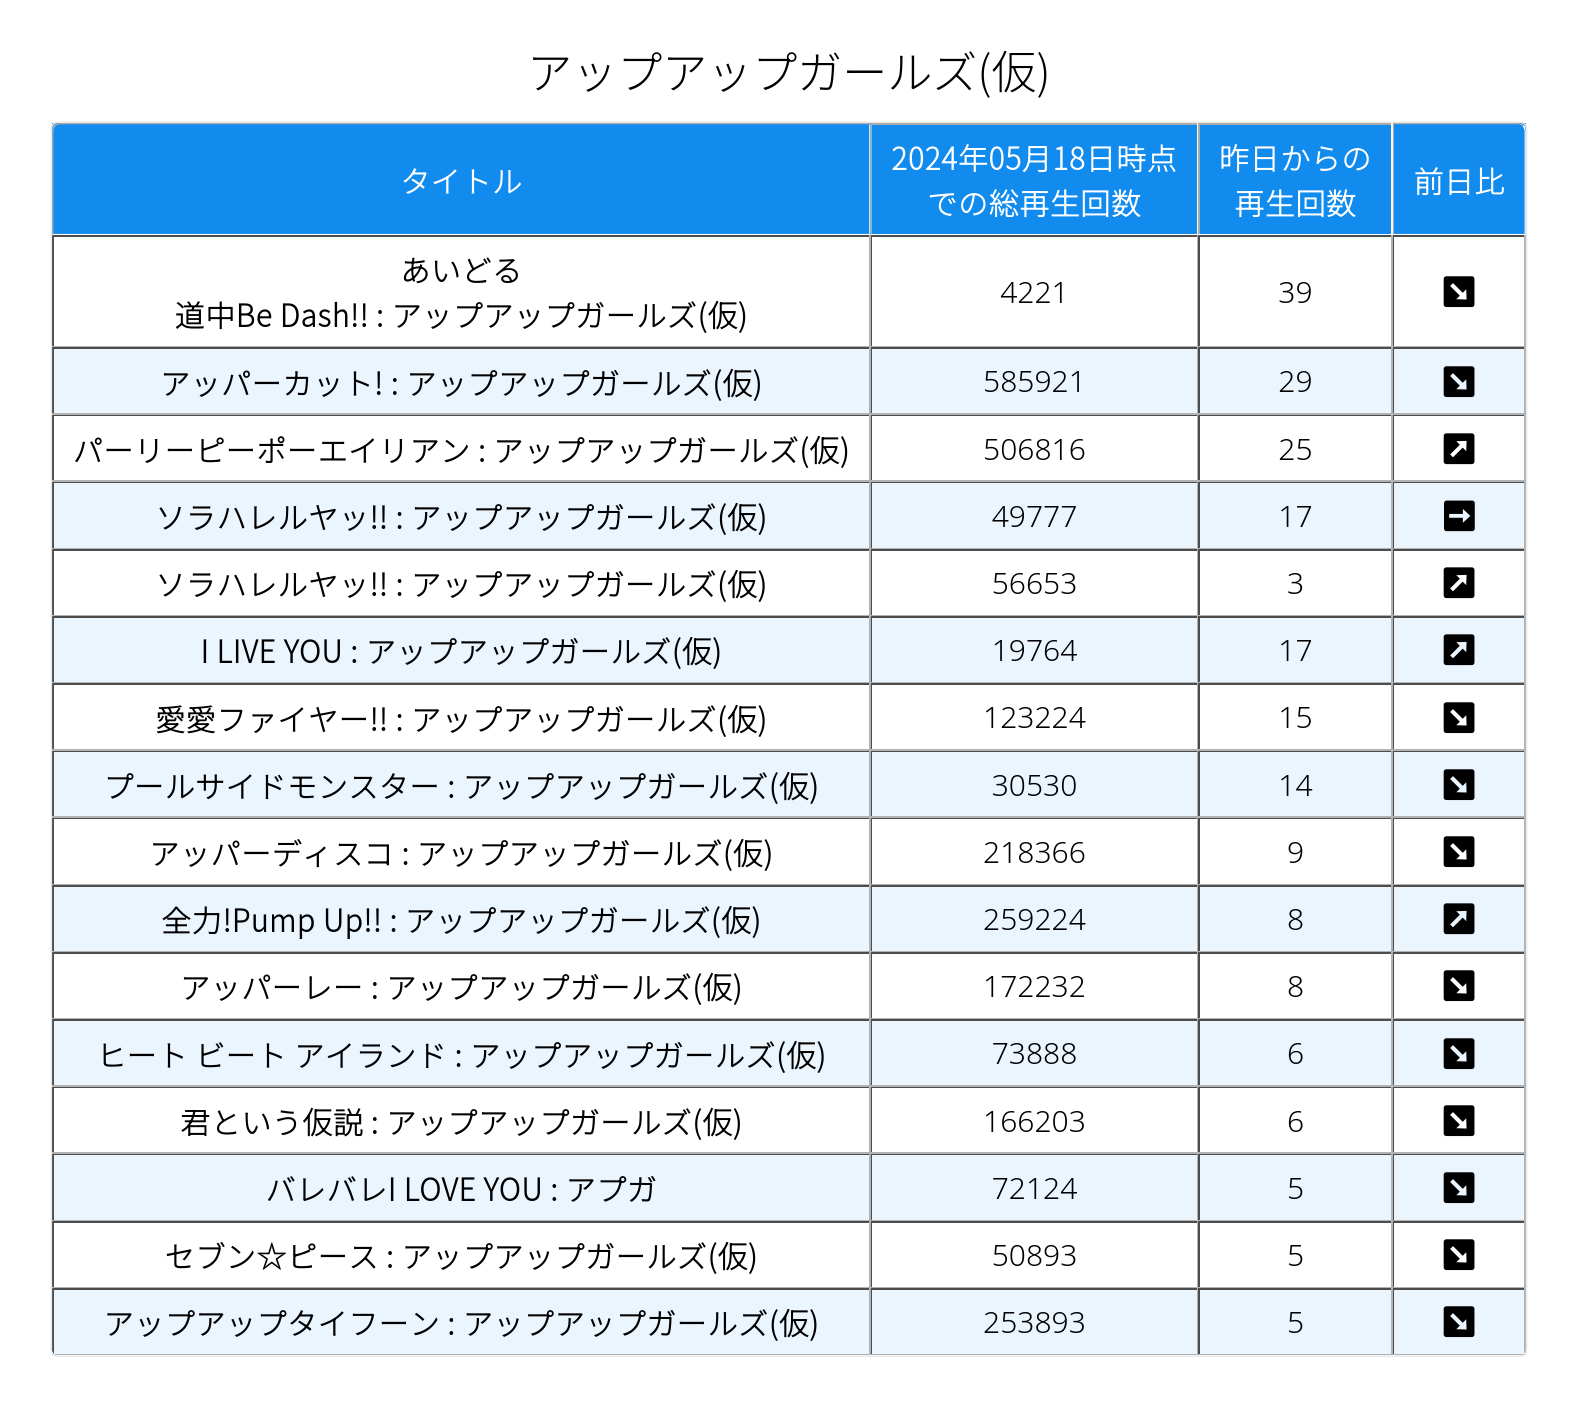 アップアップガールズ(仮)
タイトル
2024年05月18日時点
での総再生回数
昨日からの
再生回数
前日比
あいどる
道中Be Dash!! : アップアップガールズ(仮)
4221
39
アッパーカット! : アップアップガールズ(仮)
585921
29
パーリーピーポーエイリアン : アップアップガールズ(仮)
506816
25
ソラハレルヤッ!! : アップアップガールズ(仮)
49777
17
ソラハレルヤッ!! : アップアップガールズ(仮)
56653
3
I LIVE YOU : アップアップガールズ(仮)
19764
17
愛愛ファイヤー!! : アップアップガールズ(仮)
123224
15
プールサイドモンスター : アップアップガールズ(仮)
30530
14
アッパーディスコ : アップアップガールズ(仮)
218366
9
全力!Pump Up!! : アップアップガールズ(仮)
259224
8
アッパーレー : アップアップガールズ(仮)
172232
8
ヒート ビート アイランド : アップアップガールズ(仮)
73888
6
君という仮説 : アップアップガールズ(仮)
166203
6
バレバレI LOVE YOU : アプガ
72124
5
セブン☆ピース : アップアップガールズ(仮)
50893
5
アップアップタイフーン : アップアップガールズ(仮)
253893
5